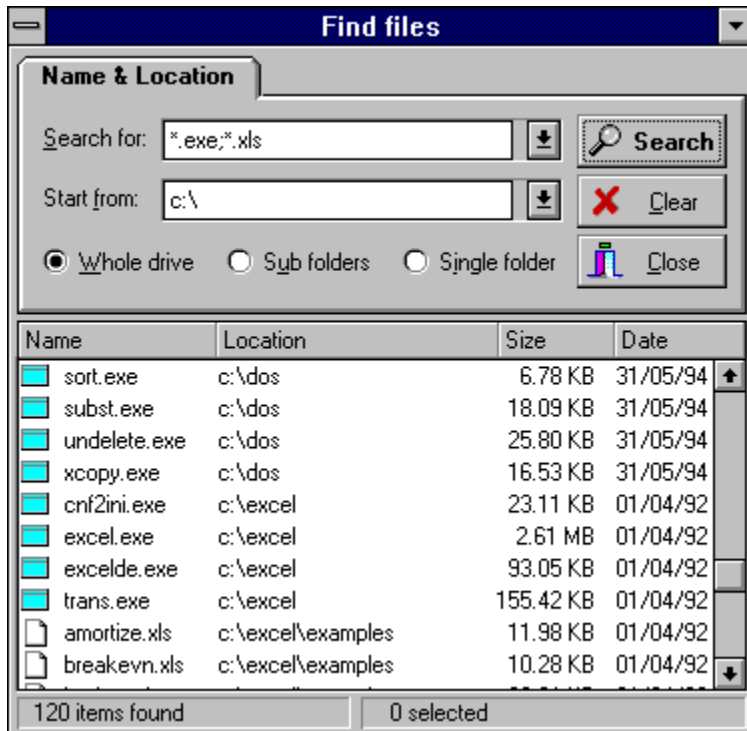 Find files
Name & Location
Search for: *.exe;*.xls Search
Start from: c:\ Clear
Whole drive Sub folders Single folder Close
Name Location Size Date
sort.exe c:\dos 6.78 KB 31/05/94
subst.exe c:\dos 18.09 KB 31/05/94
undelete.exe c:\dos 25.80 KB 31/05/94
xcopy.exe c:\dos 16.53 KB 31/05/94
cnf2ini.exe c:\excel 23.11 KB 01/04/92
excel.exe c:\excel 2.61 MB 01/04/92
excelde.exe c:\excel 93.05 KB 01/04/92
trans.exe c:\excel 155.42 KB 01/04/92
amortize.xls c:\excel\examples 11.98 KB 01/04/92
breakevn.xls c:\excel\examples 10.28 KB 01/04/92
120 items found 0 selected